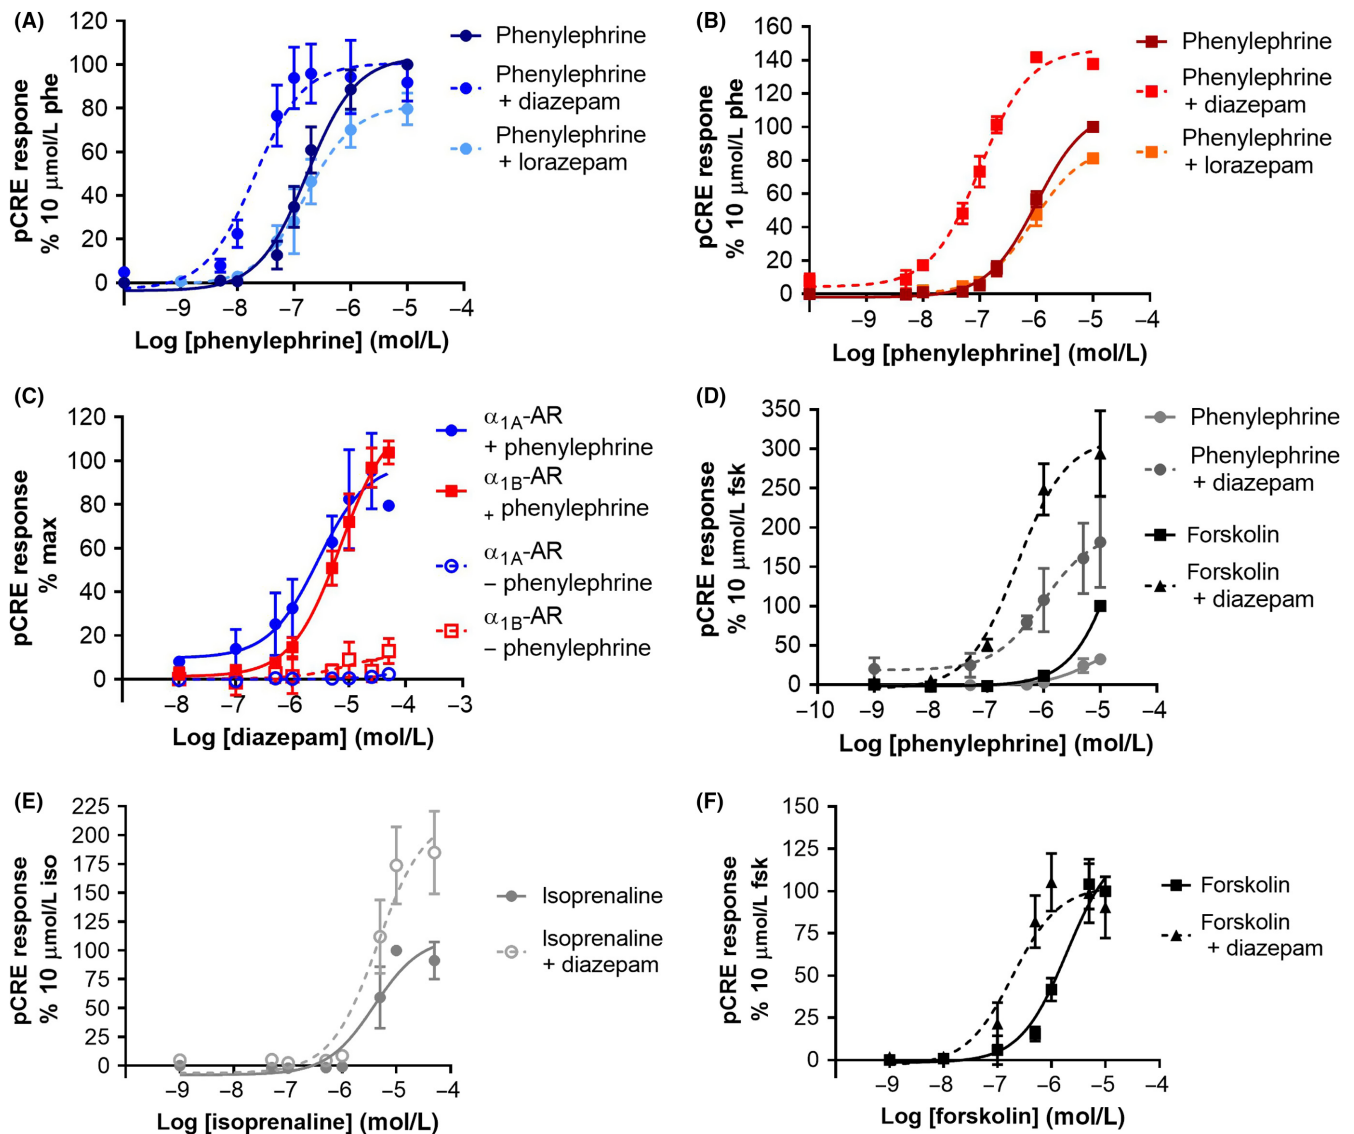 (A)
120
100
80
60
40
20
0
pCRE respone
% 10 μmol/L phe
–9 –8 –7 –6 –5 –4
Log [phenylephrine] (mol/L)
Phenylephrine
Phenylephrine
+ diazepam
Phenylephrine
+ lorazepam
(B)
160
140
120
100
80
60
40
20
0
pCRE respone
% 10 μmol/L phe
–9 –8 –7 –6 –5 –4
Log [phenylephrine] (mol/L)
Phenylephrine
Phenylephrine
+ diazepam
Phenylephrine
+ lorazepam
(C)
120
100
80
60
40
20
0
pCRE response
% max
–8 –7 –6 –5 –4 –3
Log [diazepam] (mol/L)
α1A-AR
+ phenylephrine
α1B-AR
+ phenylephrine
α1A-AR
– phenylephrine
α1B-AR
– phenylephrine
(D)
350
300
250
200
150
100
50
0
pCRE response
% 10 μmol/L fsk
–10 –9 –8 –7 –6 –5 –4
Log [phenylephrine] (mol/L)
Phenylephrine
Phenylephrine
+ diazepam
Forskolin
Forskolin
+ diazepam
(E)
225
200
175
150
125
100
75
50
25
0
pCRE response
% 10 μmol/L iso
–9 –8 –7 –6 –5 –4
Log [isoprenaline] (mol/L)
Isoprenaline
Isoprenaline
+ diazepam
(F)
150
125
100
75
50
25
0
pCRE response
% 10 μmol/L fsk
–9 –8 –7 –6 –5 –4
Log [forskolin] (mol/L)
Forskolin
Forskolin
+ diazepam